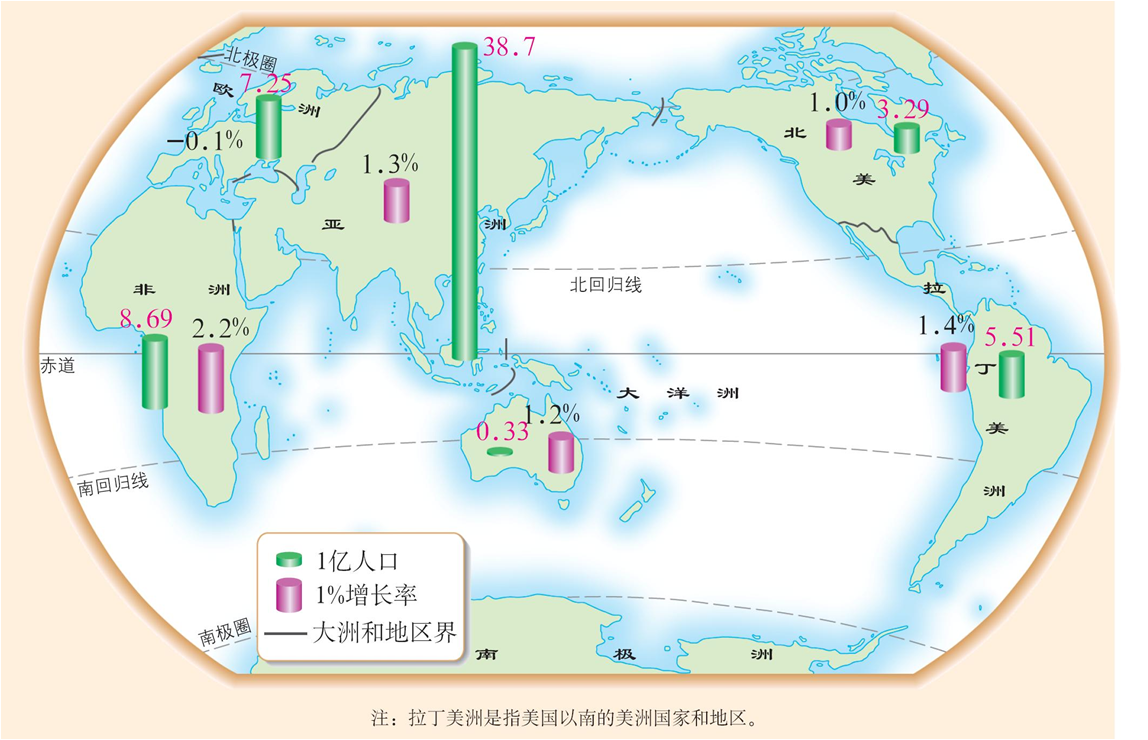 38.7
北极圈
7.25
欧 洲
-0.1%
1.3%
亚 洲
1.0%
3.29
北
美
北回归线
拉
非 洲
8.69
2.2%
1.4%
5.51
赤道
丁
大 洋 洲
1.2%
0.33
美
南回归线
洲
1亿人口
1%增长率
大洲和地区界
南极圈
南 极 洲
注：拉丁美洲是指美国以南的美洲国家和地区。